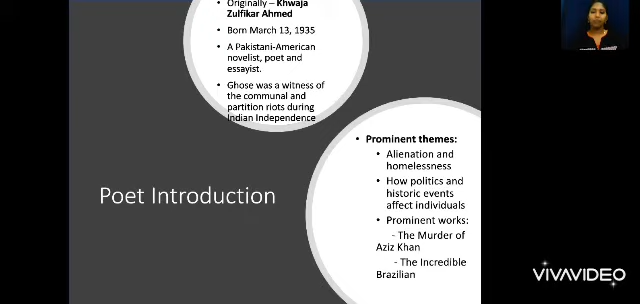 Originally – Khwaja
Zulfikar Ahmed
Born March 13, 1935
A Pakistani-American
novelist, poet and
essayist.
Ghose was a witness of
the communal and
partition riots during
Indian Independence
Poet Introduction
Prominent themes:
Alienation and
homelessness
How politics and
historic events
affect individuals
Prominent works:
- The Murder of
Aziz Khan
- The Incredible
Brazilian
VIVAVIDEO